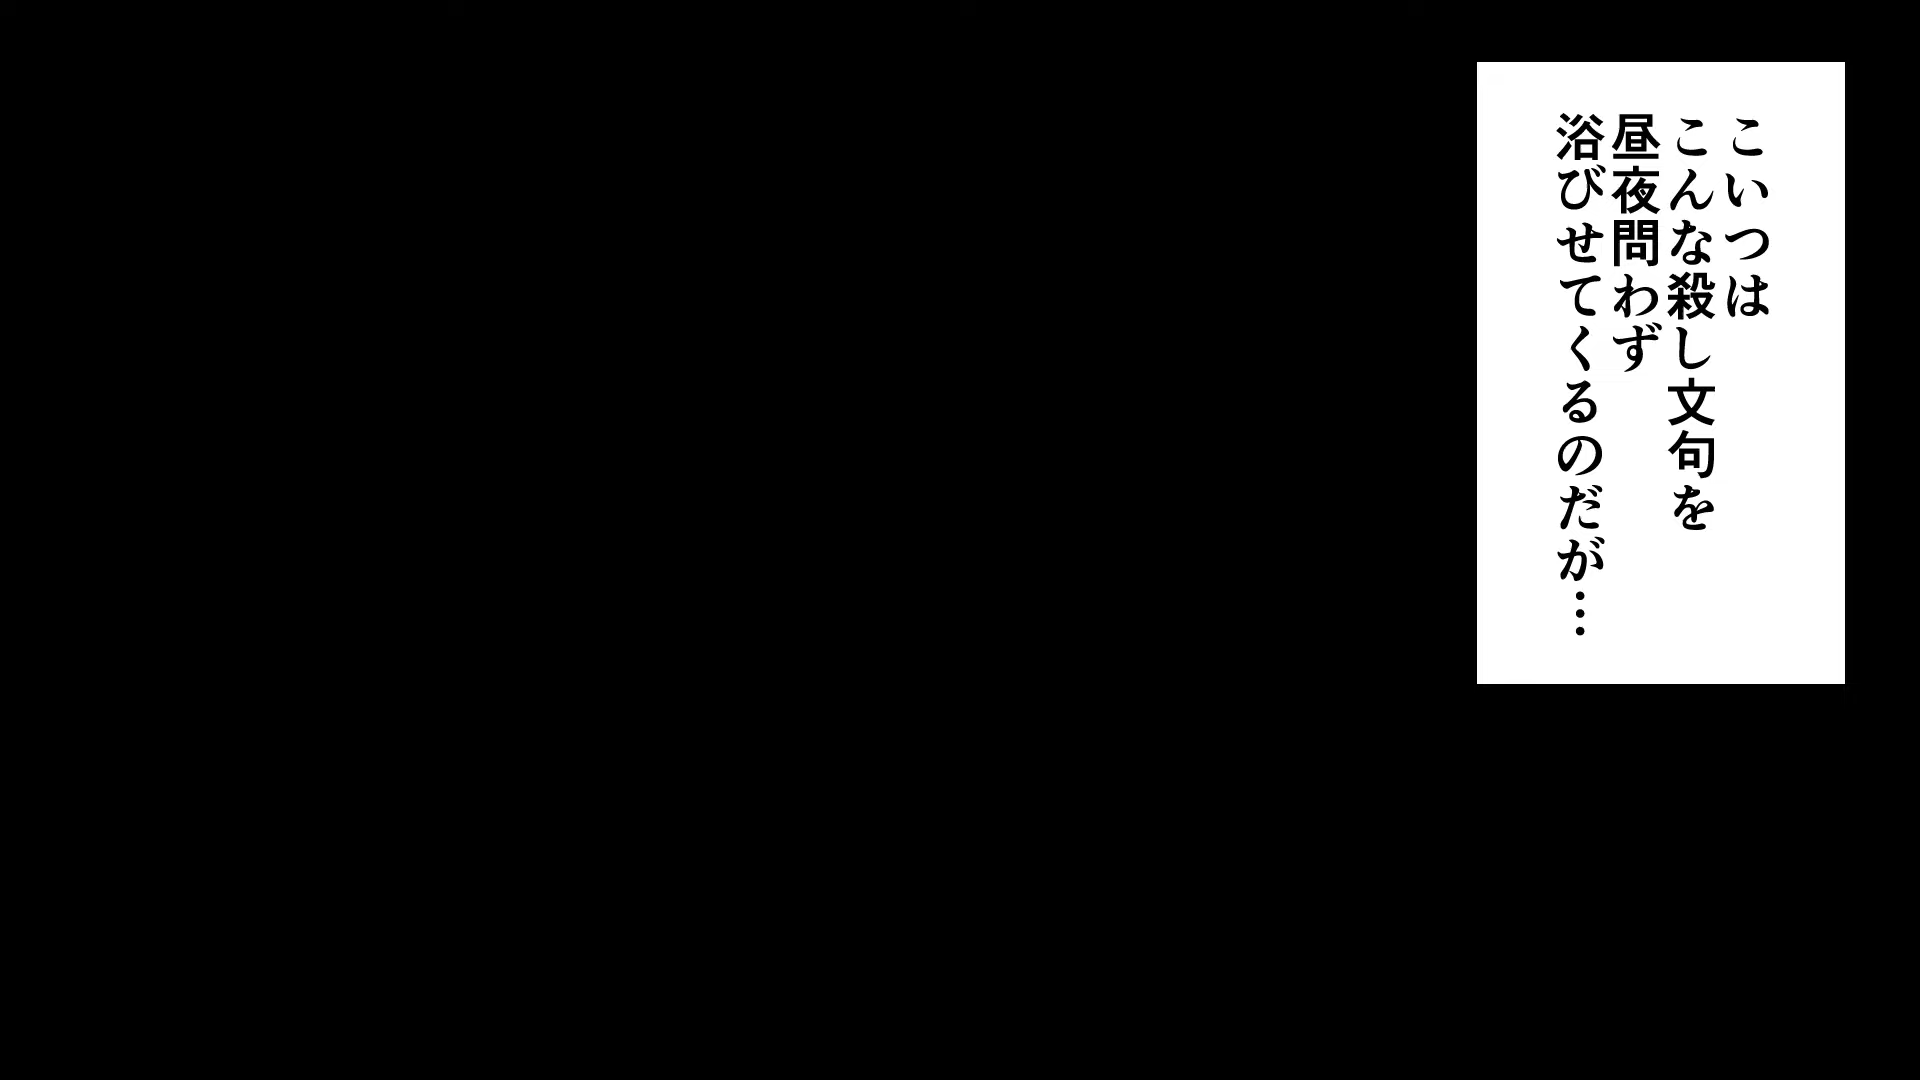 こいつは
こんな殺し文句を
昼夜問わず
浴びせてくるのだが…